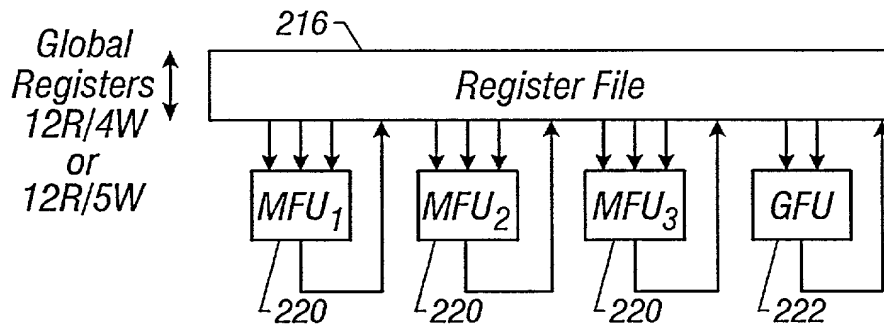 216
Global
Registers
12R/4W
or
12R/5W
Register File
MFU1
MFU2
MFU3
GFU
220
220
220
222